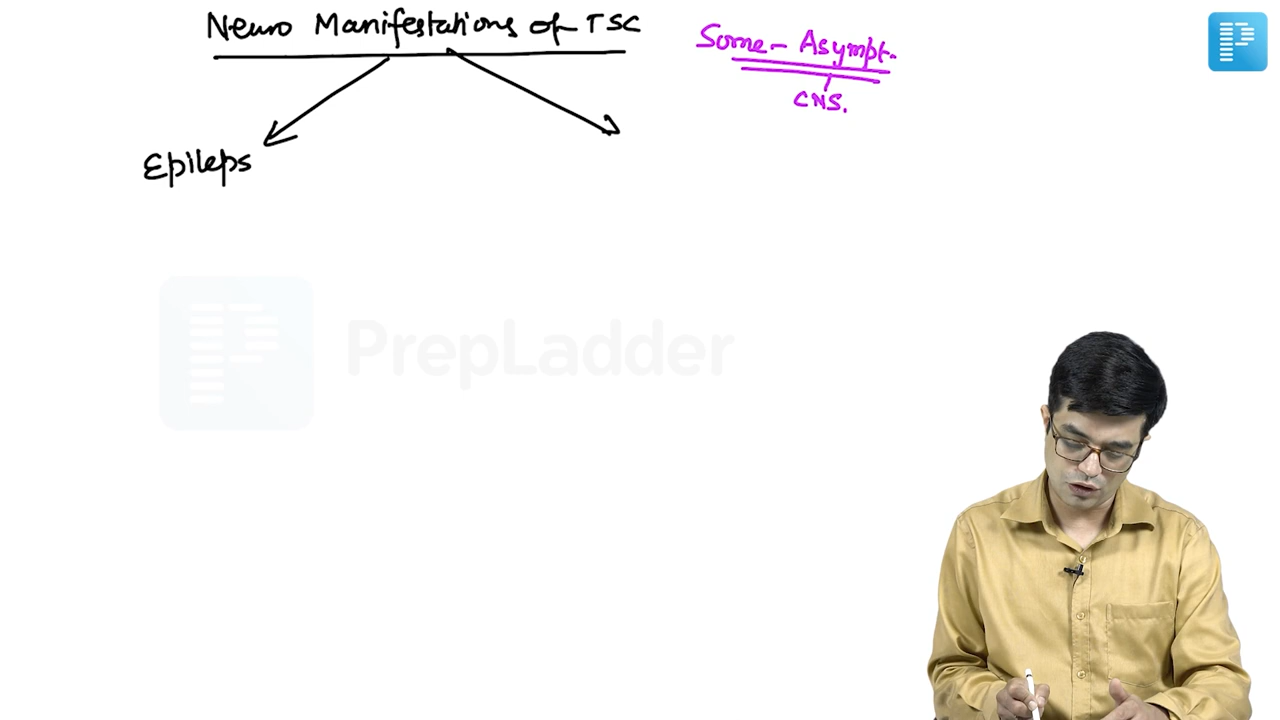 Neuro Manifestations of TSC
Some- Asympt.
CNS.
Epileps
PrepLadder